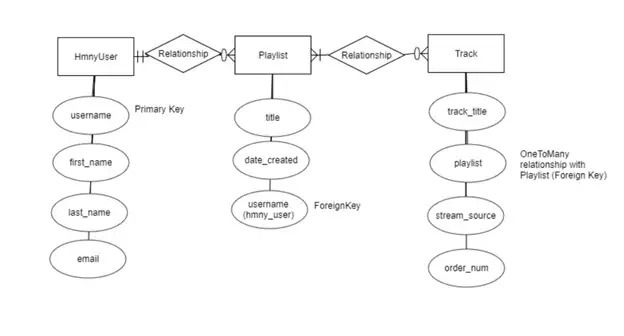 HmnyUser
Relationship
Playlist
Relationship
Track
username
Primary Key
first_name
last_name
email
title
date_created
username
(hmny_user)
ForeignKey
track_title
playlist
OneToMany
relationship with
Playlist (Foreign Key)
stream_source
order_num